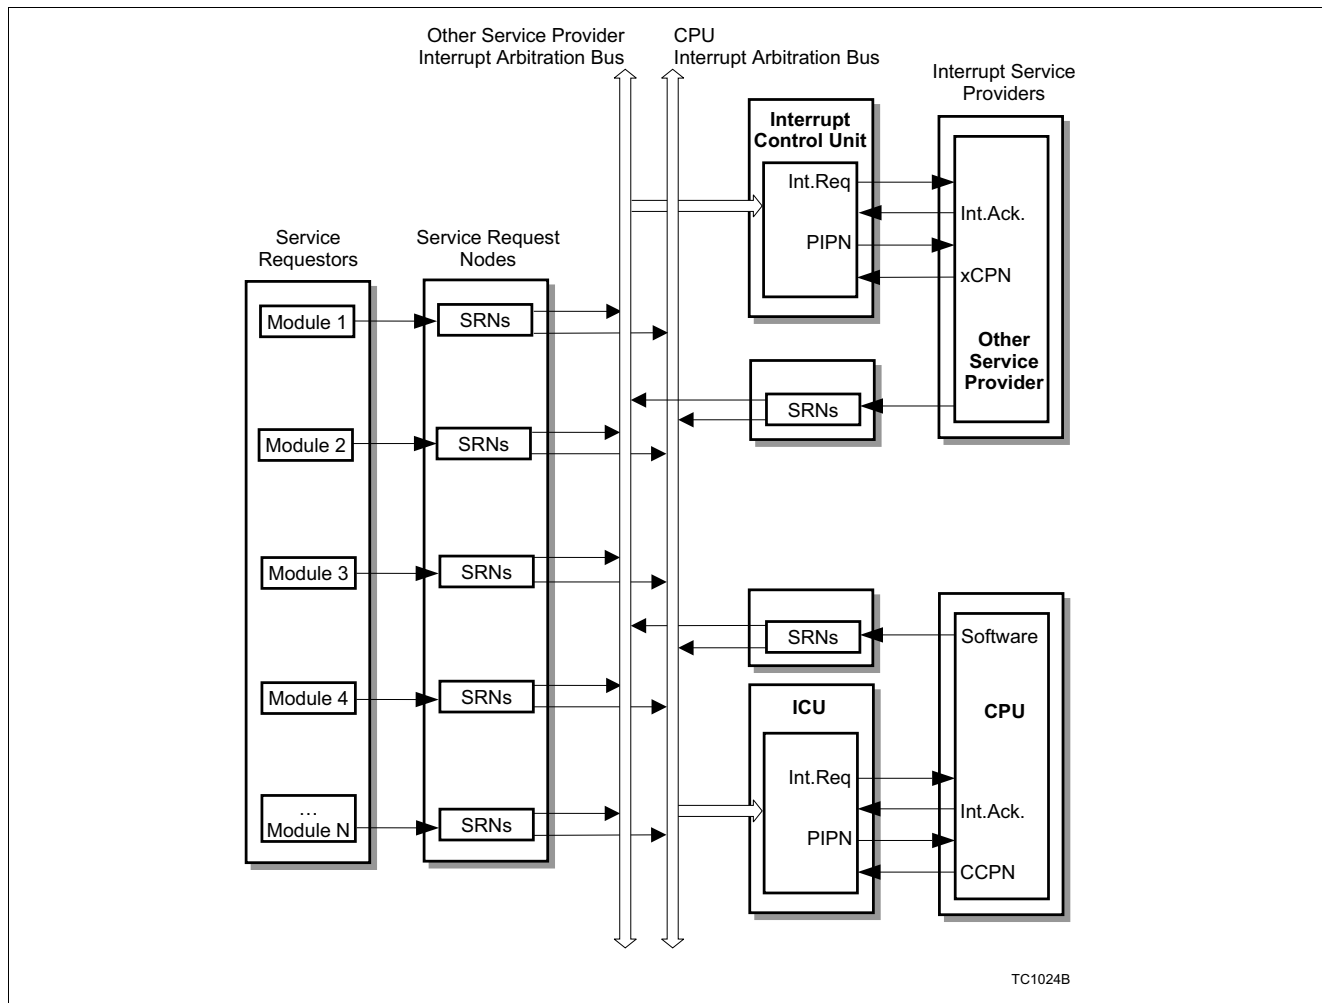 Other Service Provider
Interrupt Arbitration Bus
CPU
Interrupt Arbitration Bus
Interrupt Service
Providers
Interrupt
Control Unit
Int.Req
PIPN
Int.Ack.
xCPN
Other
Service
Provider
Service
Requestors
Service Request
Nodes
Module 1
SRNs
SRNs
Module 2
SRNs
Module 3
SRNs
SRNs
Software
Module 4
SRNs
ICU
CPU
Int.Req
PIPN
Int.Ack.
CCPN
...
Module N
SRNs
TC1024B